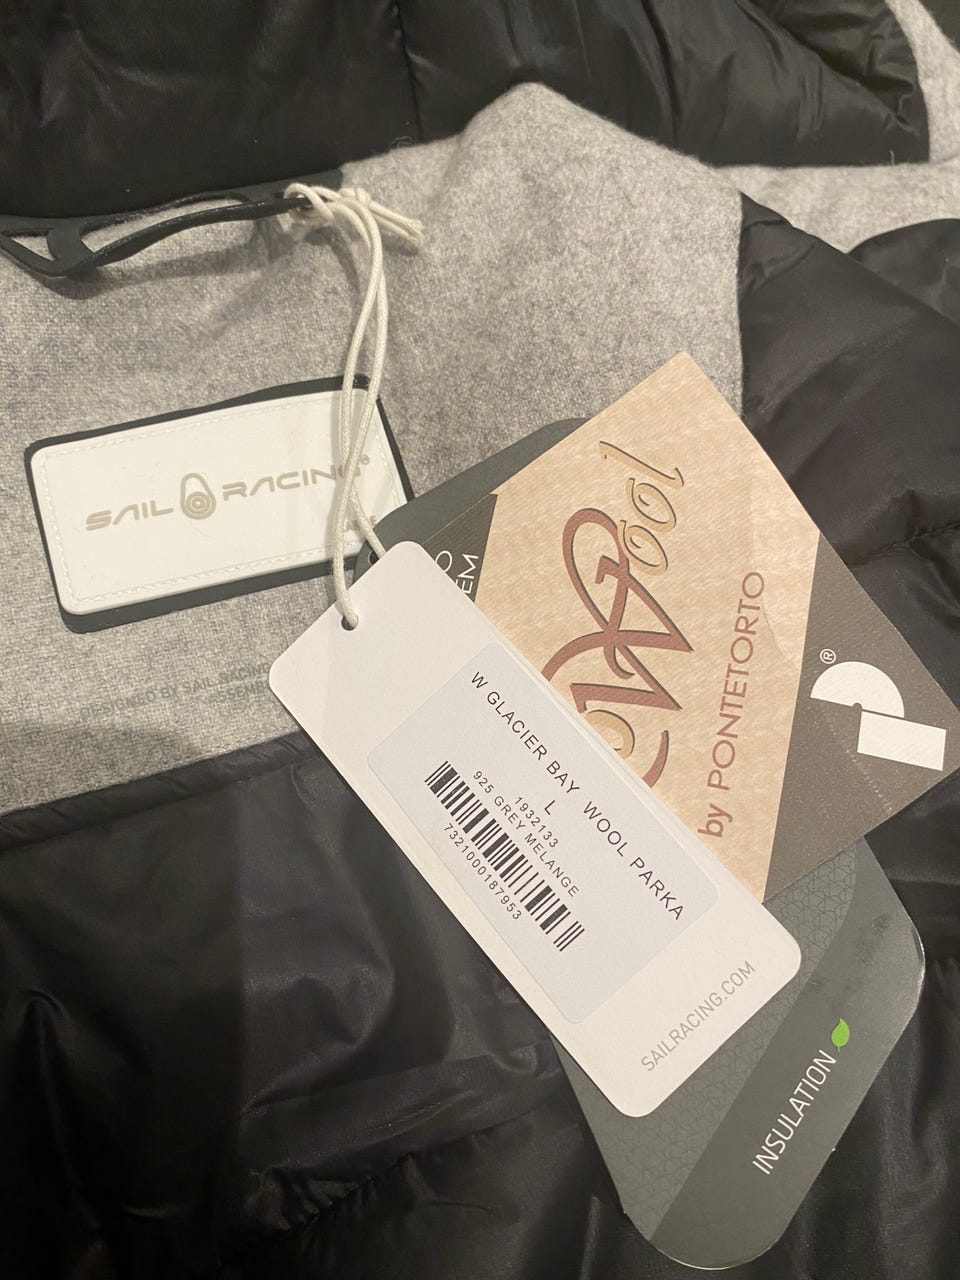 SAIL RACING®
W GLACIER BAY WOOL PARKA
L
1932133
925 GREY MELANGE
7321000187953
SAILRACING.COM
by PONTETORTO
®
INSULATION